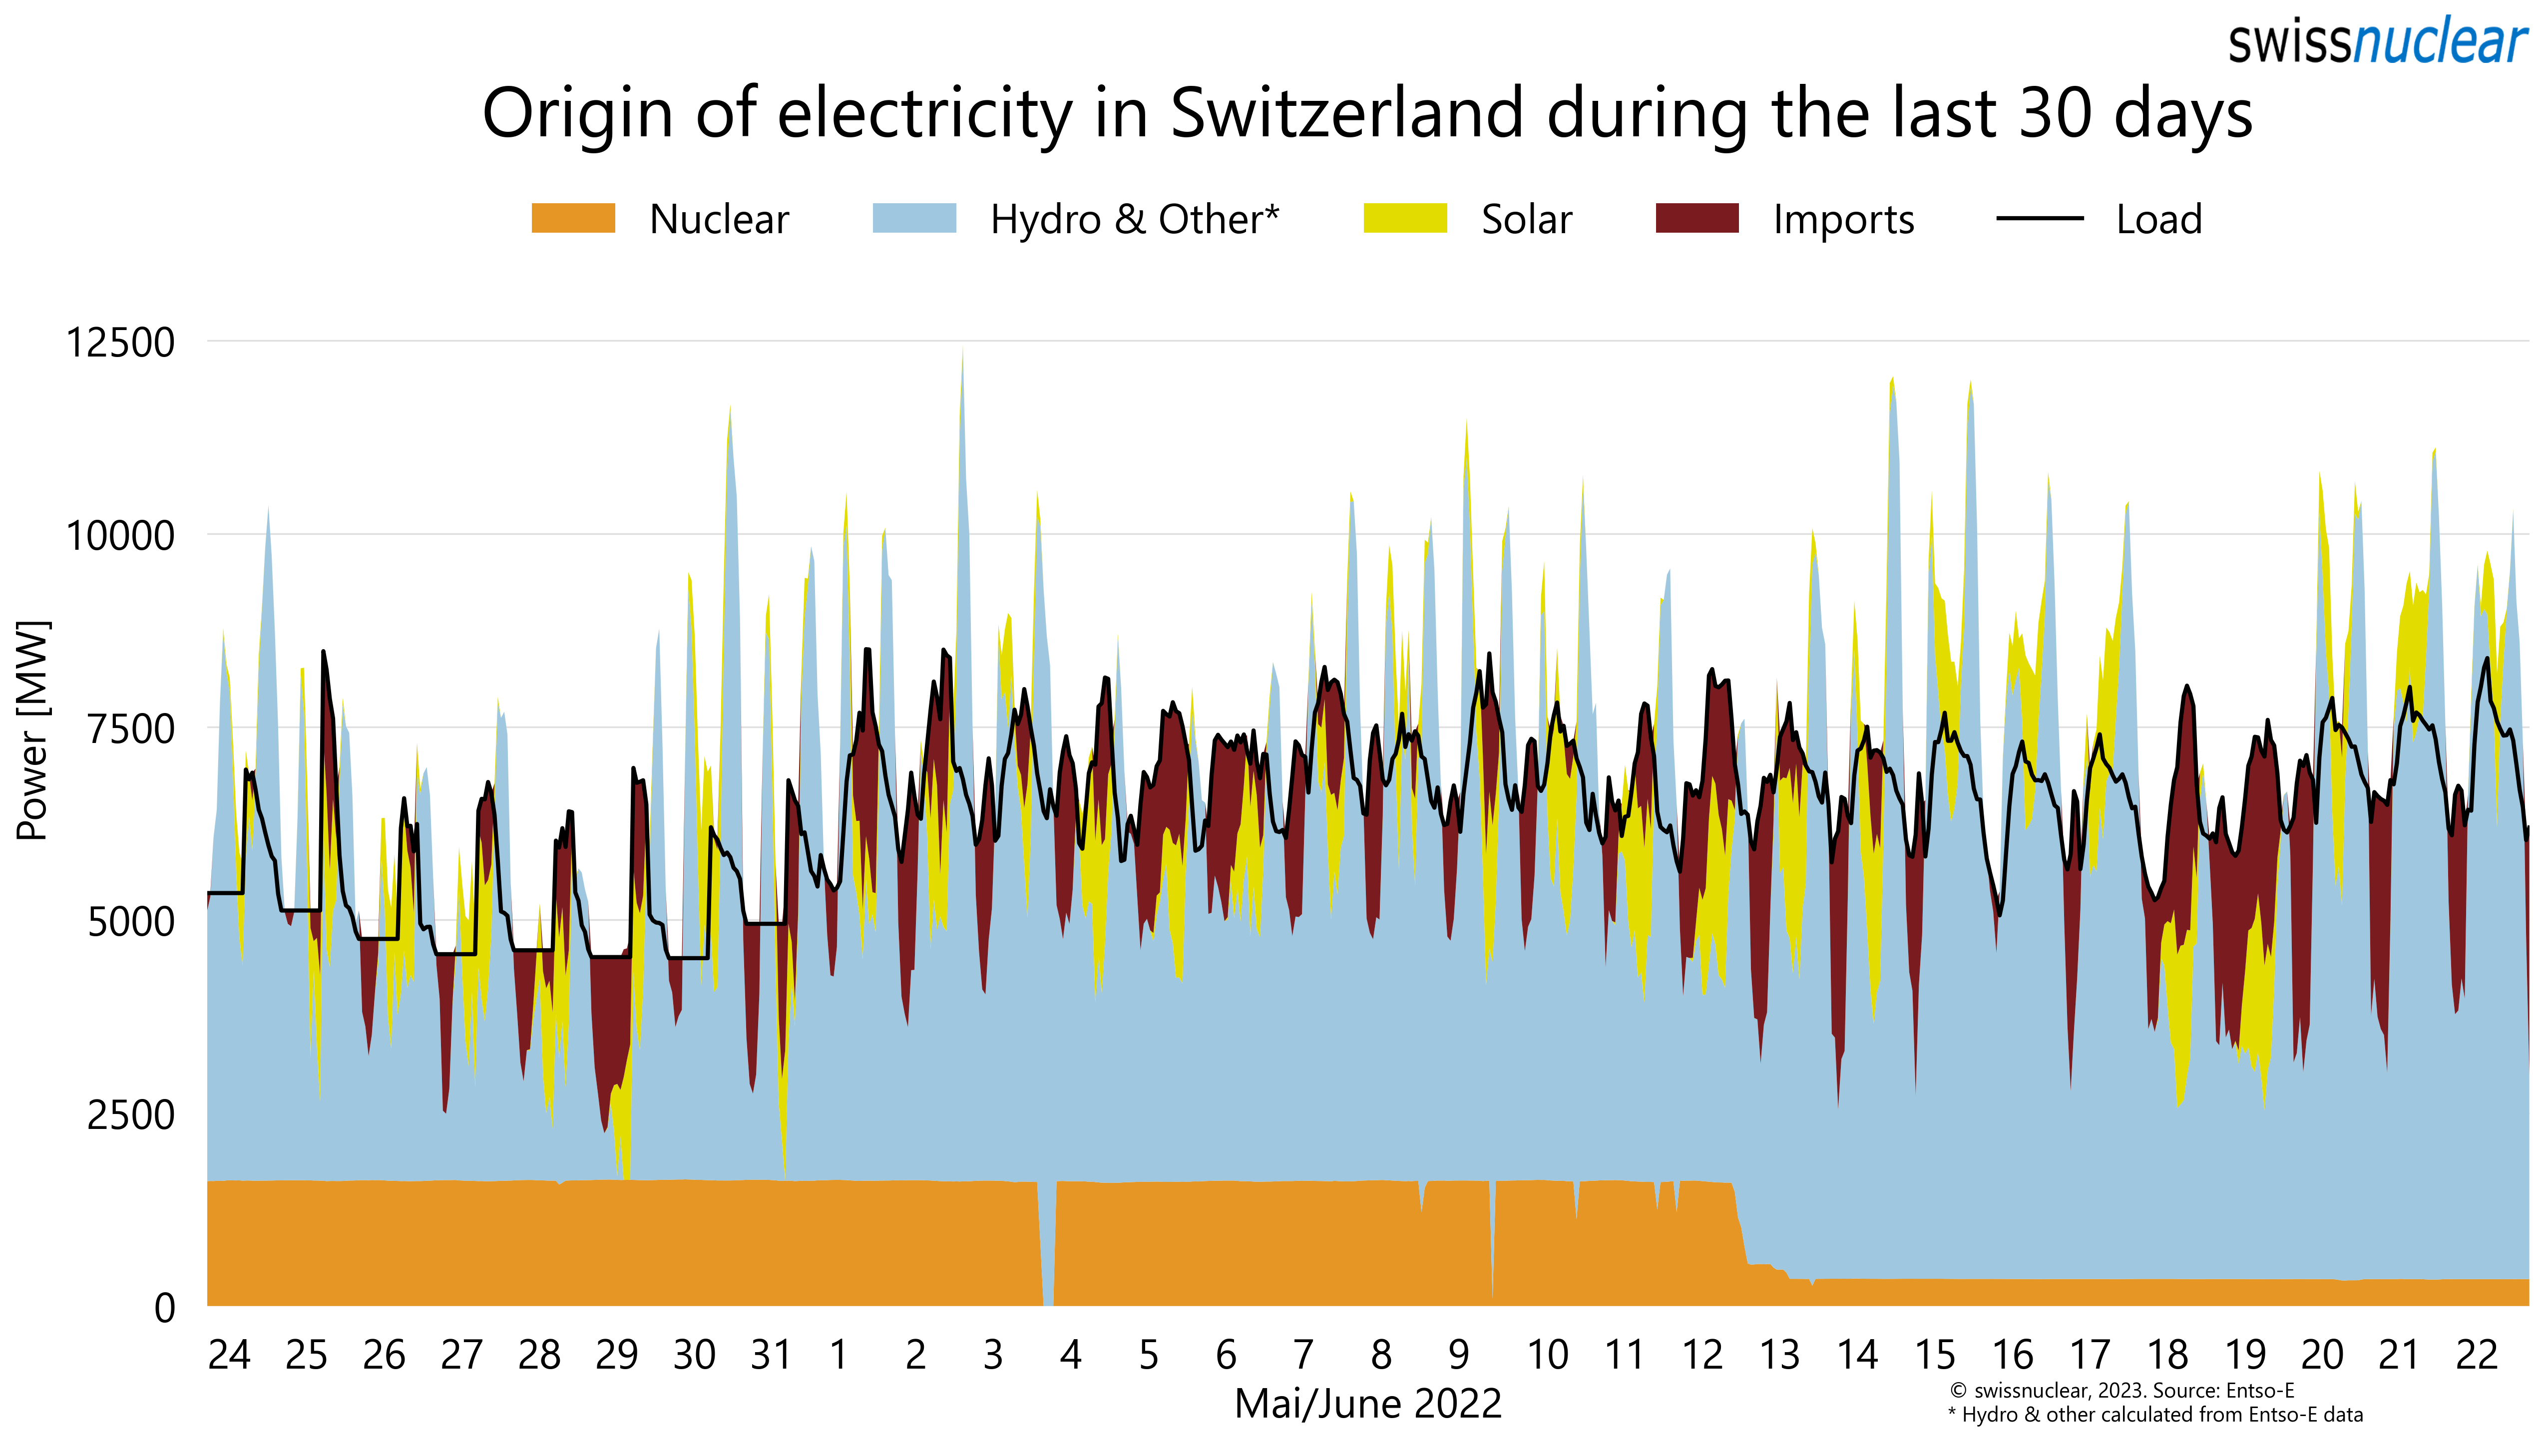 swissnuclear
Origin of electricity in Switzerland during the last 30 days
Nuclear Hydro & Other* Solar Imports Load
12500
10000
7500
5000
2500
0
Power [MW]
24 25 26 27 28 29 30 31 1 2 3 4 5 6 7 8 9 10 11 12 13 14 15 16 17 18 19 20 21 22
Mai/June 2022
© swissnuclear, 2023. Source: Entso-E
* Hydro & other calculated from Entso-E data